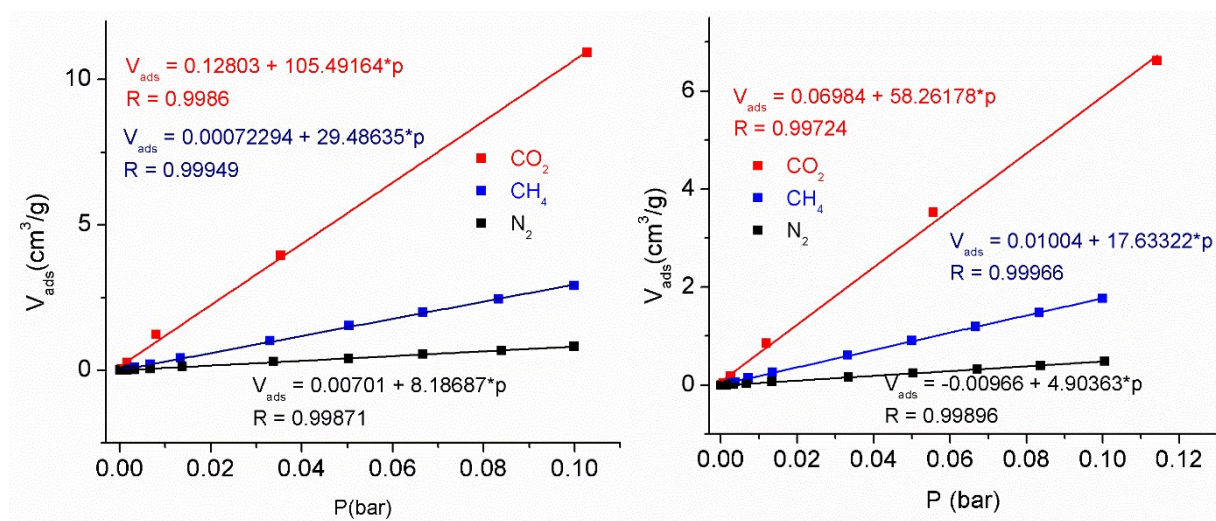 V_ads = 0.12803 + 105.49164*p
R = 0.9986
V_ads = 0.00072294 + 29.48635*p
R = 0.99949
CO₂
CH₄
N₂
V_ads = 0.00701 + 8.18687*p
R = 0.99871
V_ads(cm³/g)
10
5
0
0.00 0.02 0.04 0.06 0.08 0.10
P(bar)
V_ads = 0.06984 + 58.26178*p
R = 0.99724
CO₂
CH₄
N₂
V_ads = 0.01004 + 17.63322*p
R = 0.99966
V_ads = -0.00966 + 4.90363*p
R = 0.99896
V_ads(cm³/g)
6
4
2
0
0.00 0.02 0.04 0.06 0.08 0.10 0.12
P (bar)